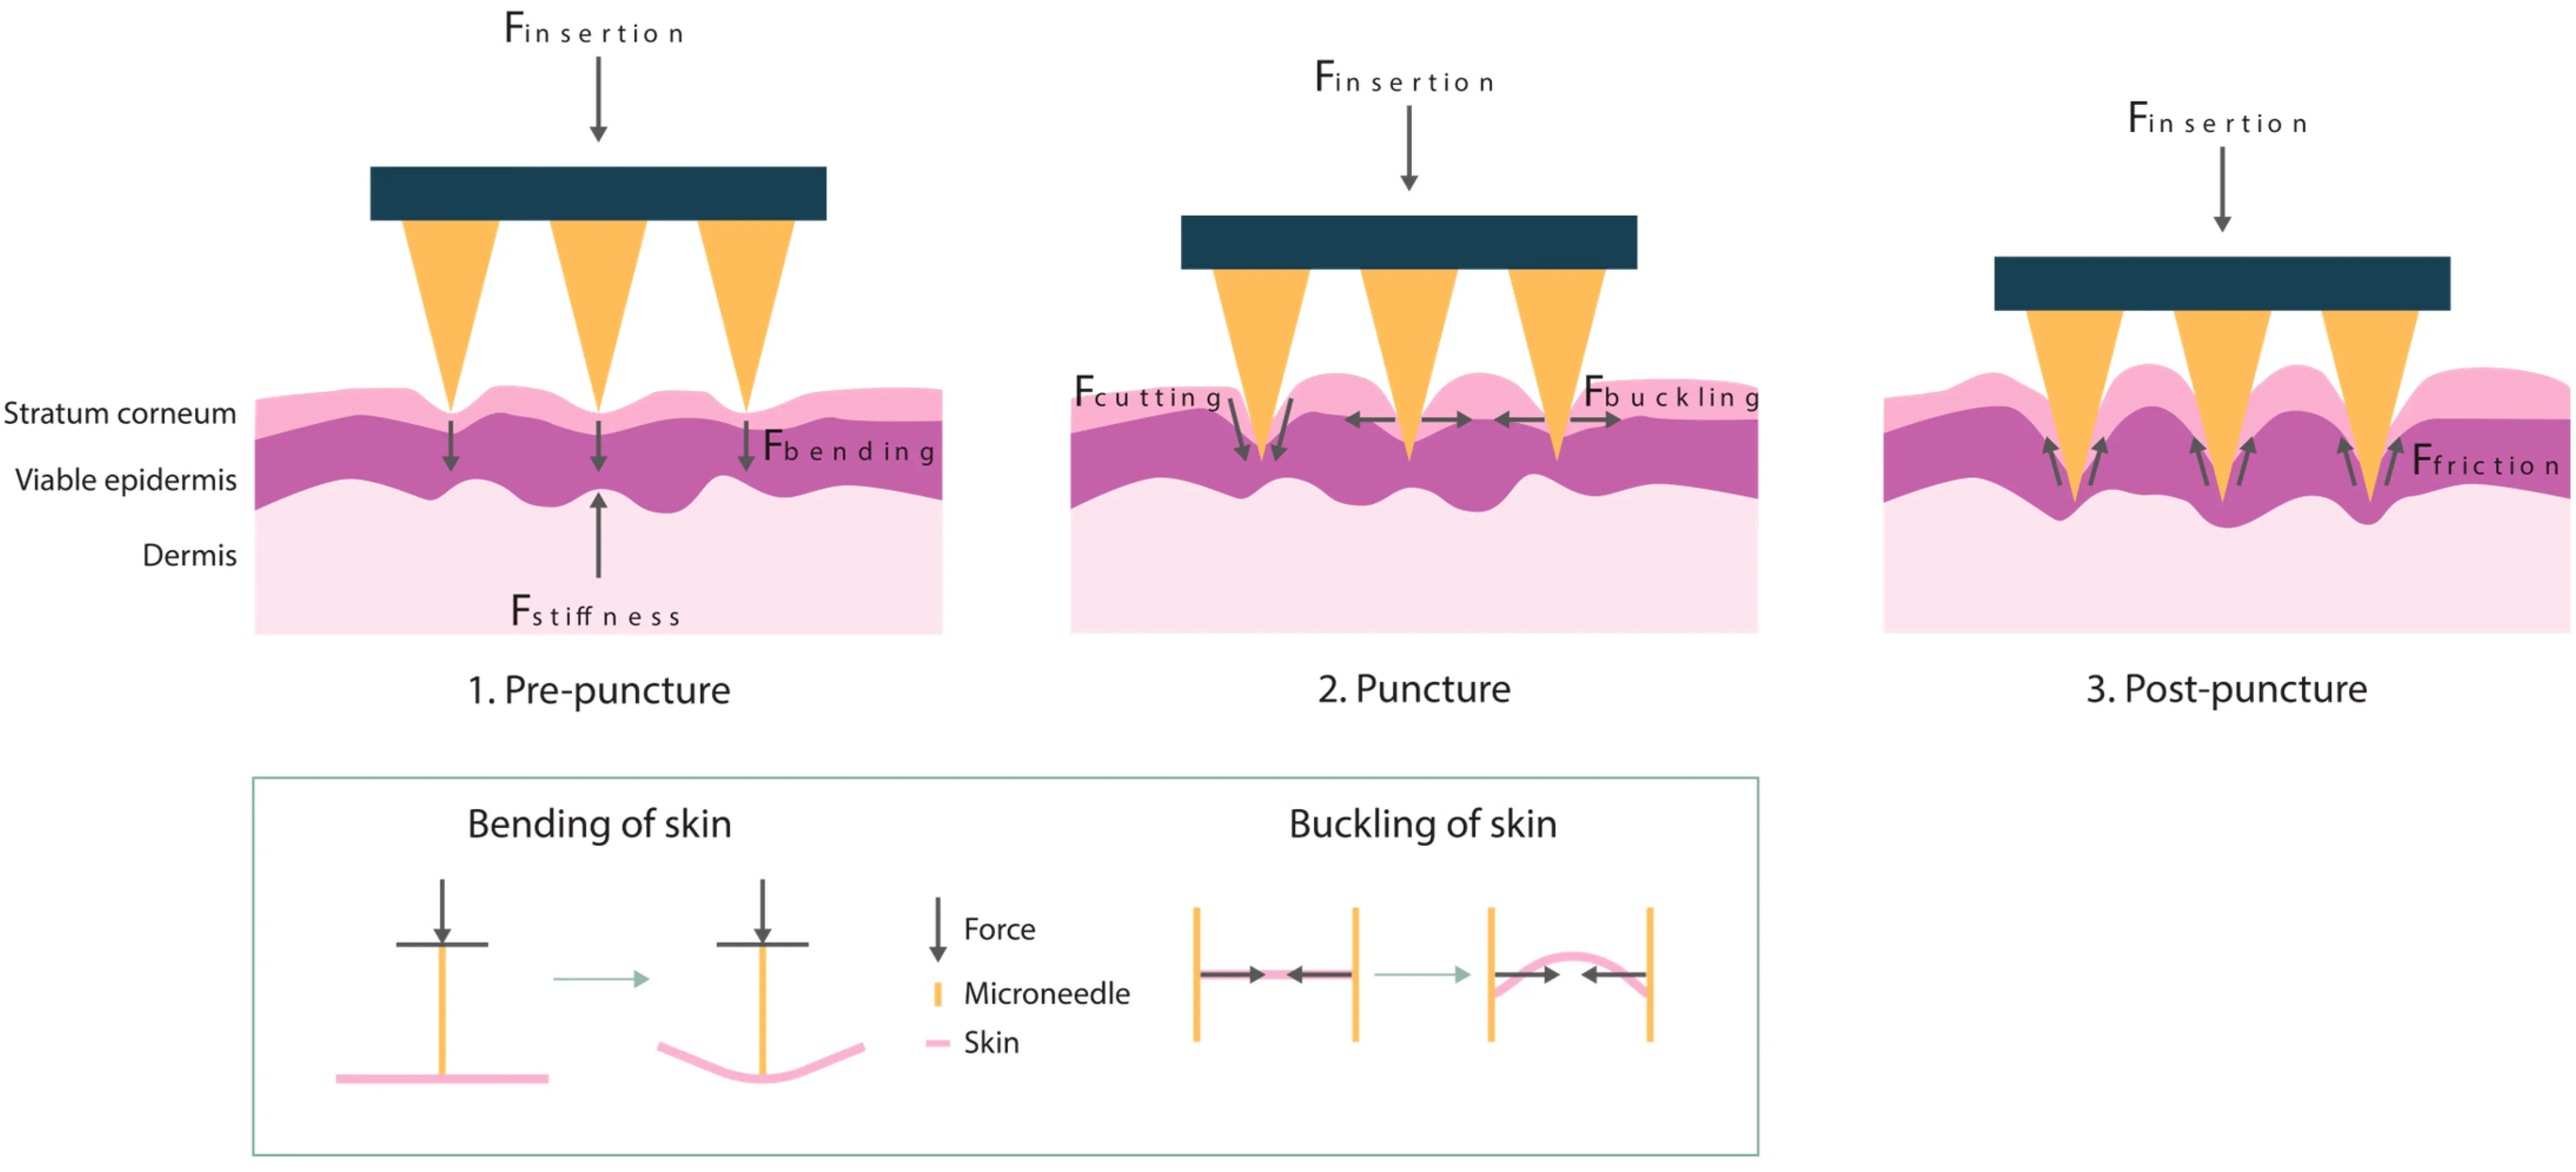 Finsertion
Finsertion
Finsertion
Stratum corneum
Viable epidermis
Dermis
Fbending
Fstiffness
Fcutting
Fbuckling
Ffriction
1. Pre-puncture
2. Puncture
3. Post-puncture
Bending of skin
Buckling of skin
Force
Microneedle
Skin